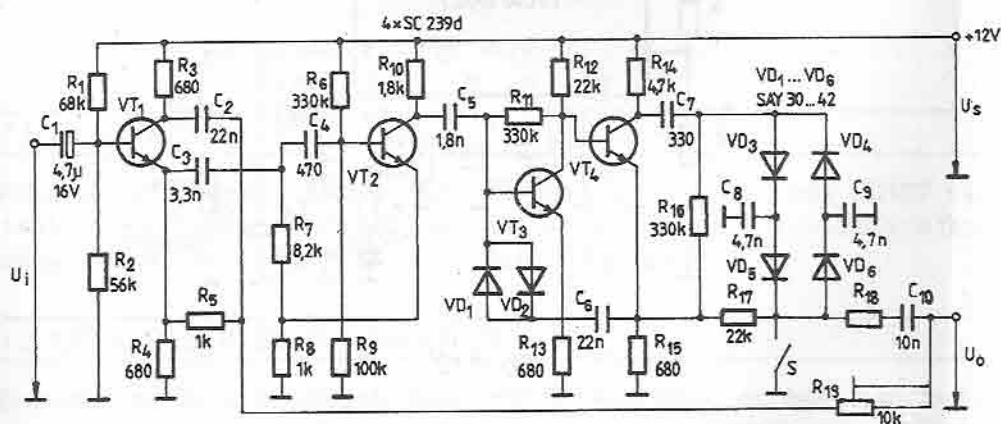 4×SC 239d
+12V
R1
68k
R3
680
VT1
C2
22n
C1
4,7µ
16V
C3
3,3n
R2
56k
Ui
R4
680
R5
1k
R6
330k
C4
470
R7
8,2k
R8
1k
R9
100k
R10
1,8k
VT2
C5
1,8n
R11
330k
R12
22k
VT3
VT4
VD1
VD2
C6
22n
R13
680
R14
4,7k
C7
330
R15
680
R16
330k
VD1 ... VD6
SAY 30...42
VD3
VD4
C8
4,7n
C9
4,7n
VD5
VD6
R17
22k
R18
C10
10n
S
R19
10k
Us
Uo